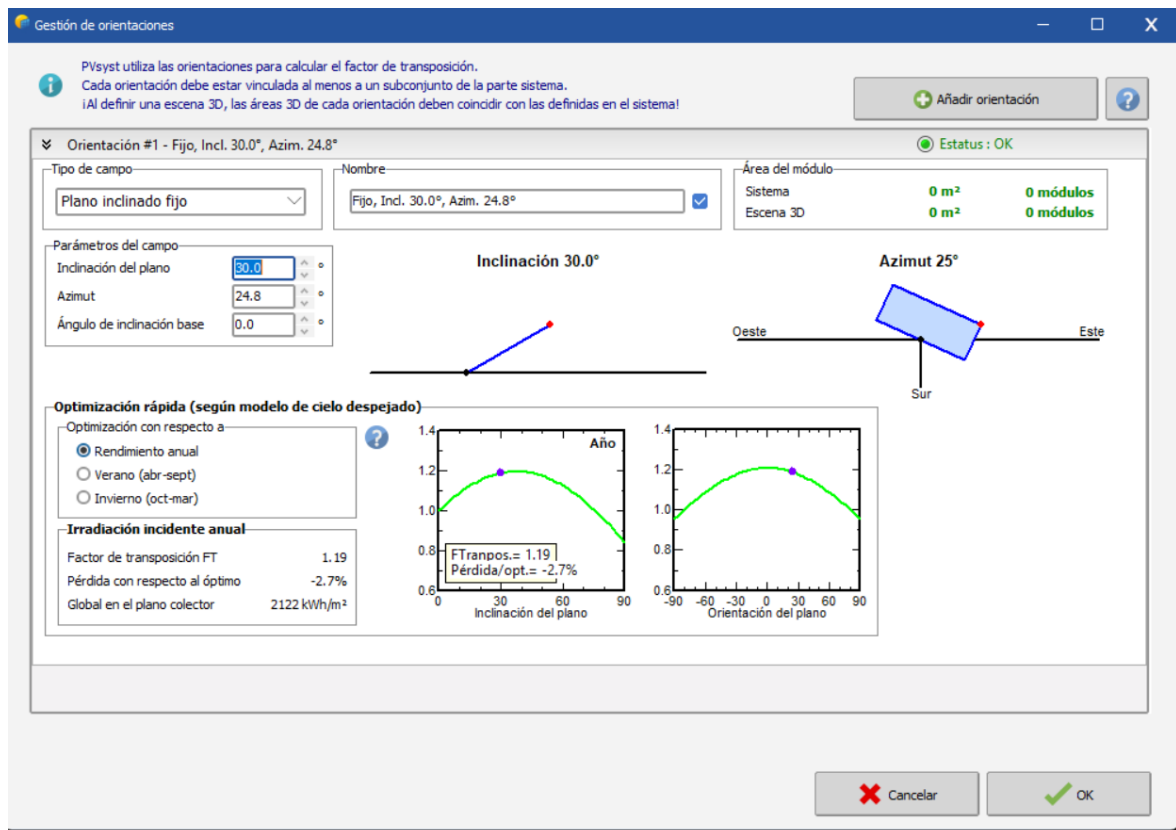 Gestión de orientaciones
PVsyst utiliza las orientaciones para calcular el factor de transposición.
Cada orientación debe estar vinculada al menos a un subconjunto de la parte sistema.
¡Al definir una escena 3D, las áreas 3D de cada orientación deben coincidir con las definidas en el sistema!
Añadir orientación
?
Orientación #1 - Fijo, Incl. 30.0°, Azim. 24.8°
Estatus : OK
Tipo de campo
Plano inclinado fijo
Nombre
Fijo, Incl. 30.0°, Azim. 24.8°
Área del módulo
Sistema 0 m² 0 módulos
Escena 3D 0 m² 0 módulos
Parámetros del campo
Inclinación del plano 30.0 °
Azimut 24.8 °
Ángulo de inclinación base 0.0 °
Inclinación 30.0°
Azimut 25°
Oeste
Este
Sur
Optimización rápida (según modelo de cielo despejado)
Optimización con respecto a
Rendimiento anual
Verano (abr-sept)
Invierno (oct-mar)
?
Irradiación incidente anual
Factor de transposición FT 1.19
Pérdida con respecto al óptimo -2.7%
Global en el plano colector 2122 kWh/m²
Año
1.4
1.2
1.0
0.8
0.6
FTranpos.= 1.19
Pérdida/opt.= -2.7%
0 30 60 90
Inclinación del plano
1.4
1.2
1.0
0.8
0.6
-90 -60 -30 0 30 60 90
Orientación del plano
Cancelar
OK